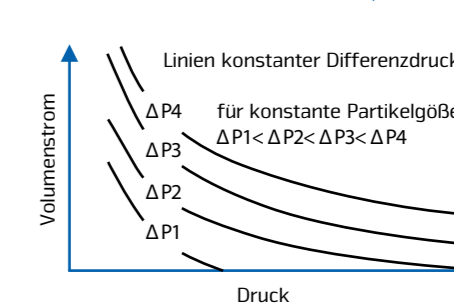 Linien konstanter Differenzdruck
ΔP4
für konstante Partikelgöße
ΔP1< ΔP2< ΔP3< ΔP4
ΔP3
ΔP2
ΔP1
Volumenstrom
Druck